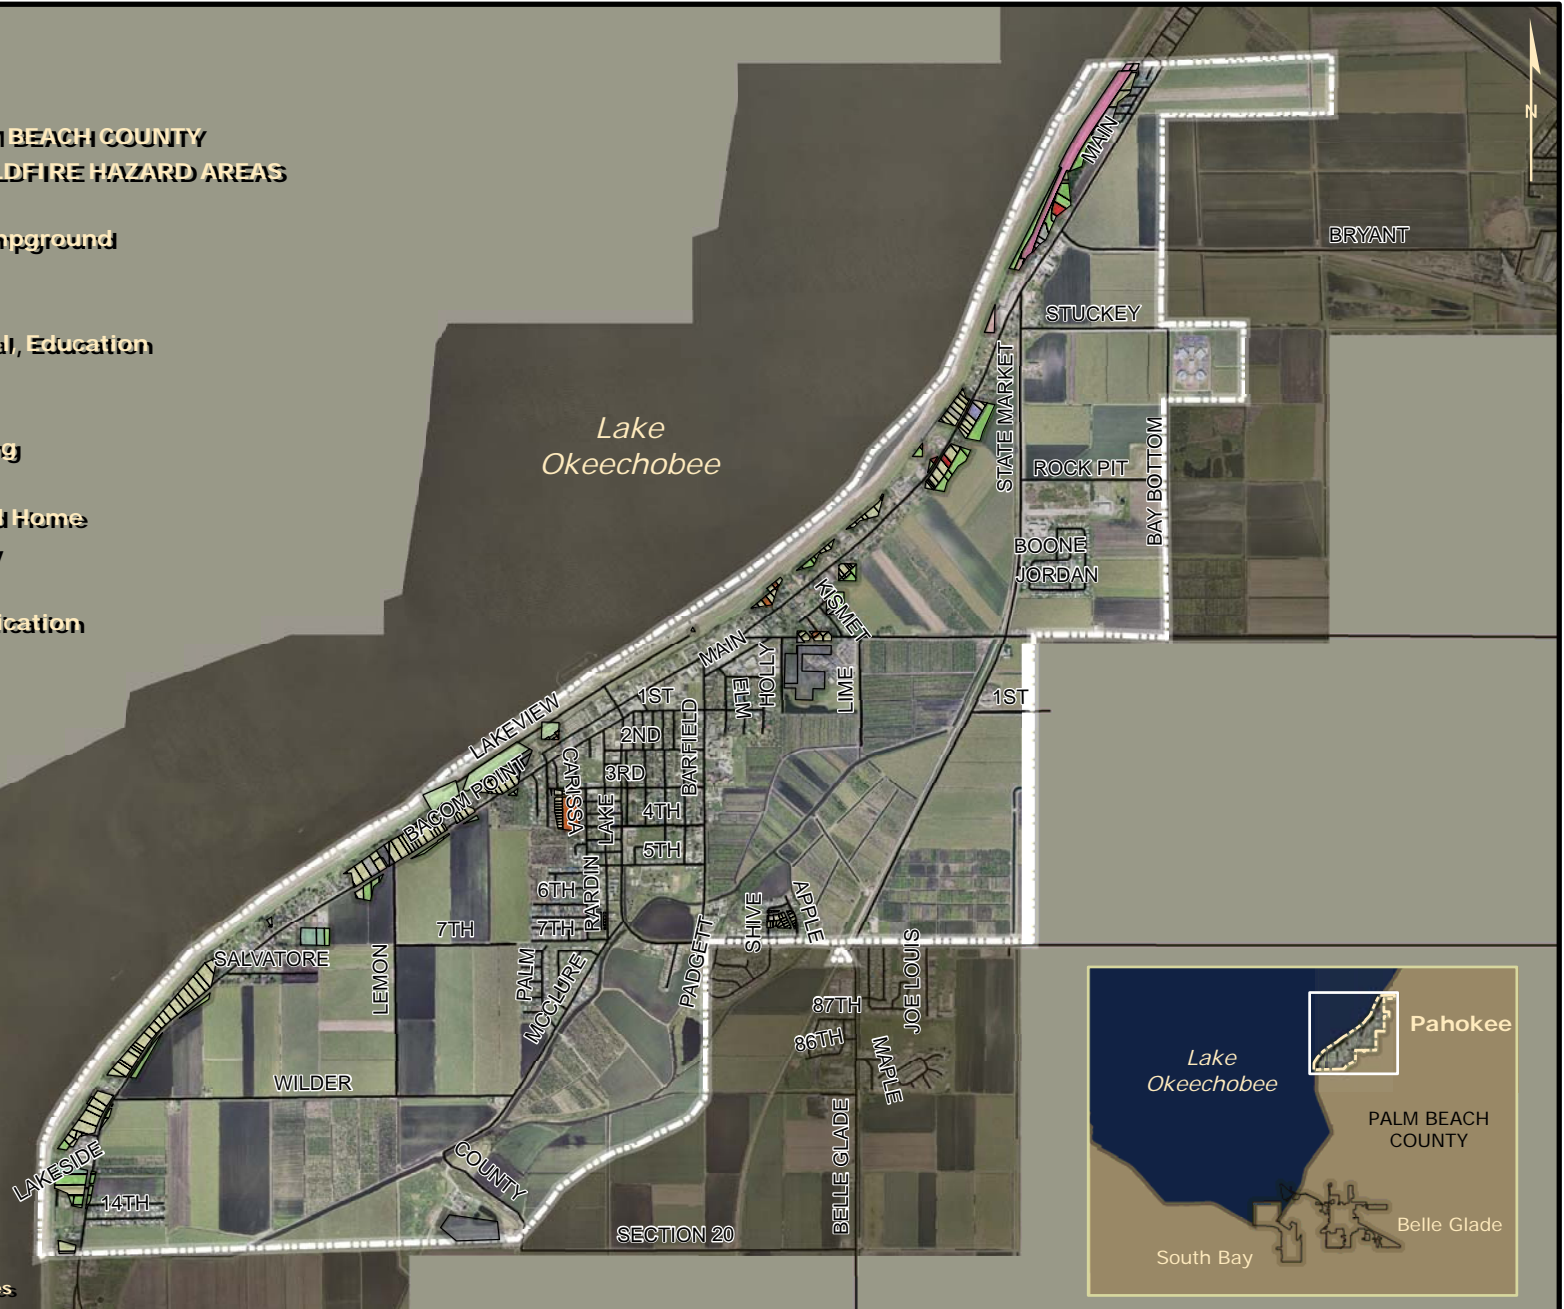 BEACH COUNTY
LDFIRE HAZARD AREAS
mpground
l, Education
g
d Home
y
ication
es
N
Lake
Okeechobee
MAIN
BRYANT
STUCKEY
STATE MARKET
ROCK PIT
BAY BOTTOM
BOONE
JORDAN
KISMET
MAIN
HOLLY
ELM
LIME
1ST
1ST
LAKEVIEW
2ND
BARFIELD
CARISSA
3RD
BACOM POINT
LAKE
4TH
5TH
6TH
RARDIN
7TH
7TH
SHIVE
APPLE
PADGETT
SALVATORE
LEMON
PALM
MCCLURE
JOE LOUIS
87TH
86TH
MAPLE
WILDER
BELLE GLADE
COUNTY
LAKESIDE
14TH
SECTION 20
Pahokee
Lake
Okeechobee
PALM BEACH
COUNTY
Belle Glade
South Bay